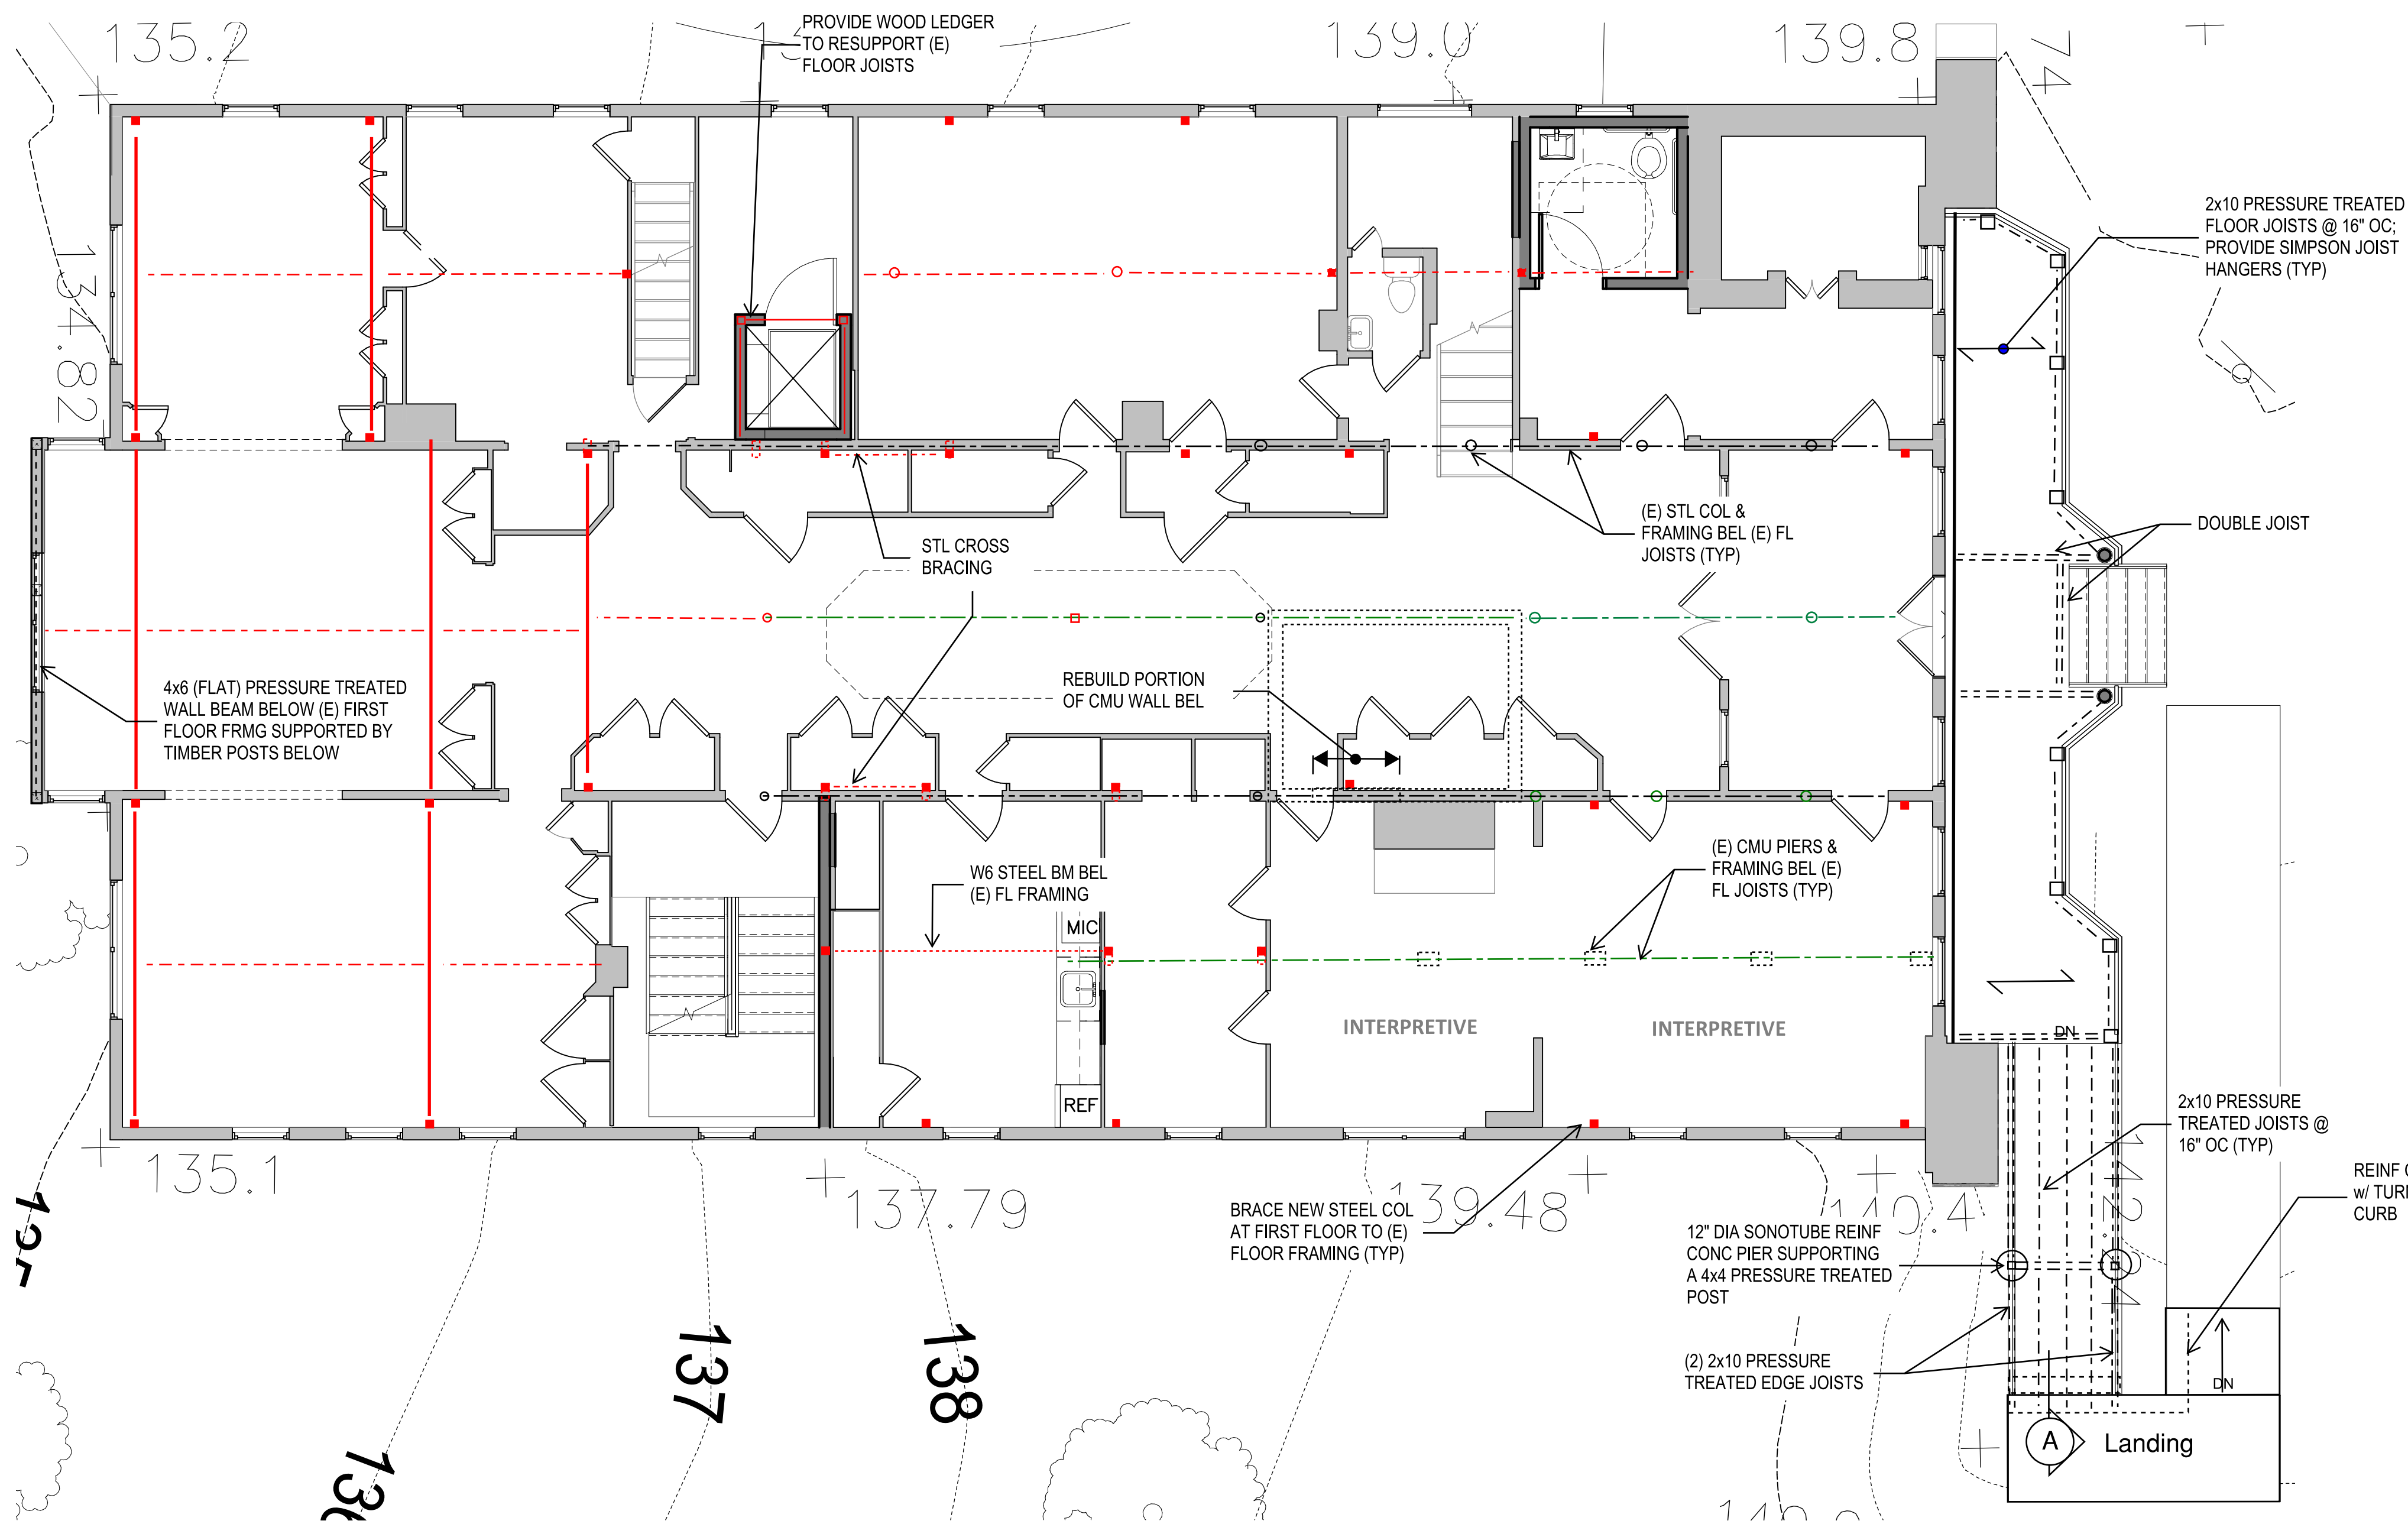 135.2
PROVIDE WOOD LEDGER
TO RESUPPORT (E)
FLOOR JOISTS
139.0
139.8
74
134.82
2x10 PRESSURE TREATED
FLOOR JOISTS @ 16" OC;
PROVIDE SIMPSON JOIST
HANGERS (TYP)
N
N
(E) STL COL &
FRAMING BEL (E) FL
JOISTS (TYP)
DOUBLE JOIST
STL CROSS
BRACING
4x6 (FLAT) PRESSURE TREATED
WALL BEAM BELOW (E) FIRST
FLOOR FRMG SUPPORTED BY
TIMBER POSTS BELOW
REBUILD PORTION
OF CMU WALL BEL
W6 STEEL BM BEL
(E) FL FRAMING
MIC
(E) CMU PIERS &
FRAMING BEL (E)
FL JOISTS (TYP)
N
INTERPRETIVE
INTERPRETIVE
DN
REF
2x10 PRESSURE
TREATED JOISTS @
16" OC (TYP)
135.1
137.79
139.48
140.4
BRACE NEW STEEL COL
AT FIRST FLOOR TO (E)
FLOOR FRAMING (TYP)
12" DIA SONOTUBE REINF
CONC PIER SUPPORTING
A 4x4 PRESSURE TREATED
POST
REINF
w/
CURB
(2) 2x10 PRESSURE
TREATED EDGE JOISTS
137
138
136
DN
A
Landing